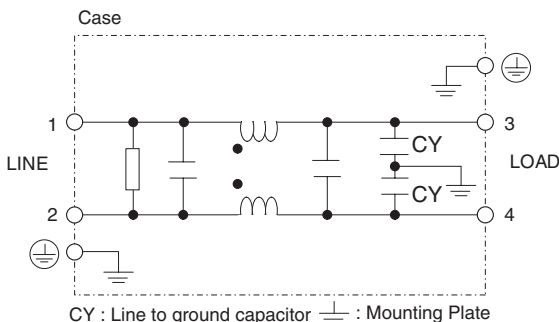 Case
1
3
CY
LINE
LOAD
CY
2
4
CY : Line to ground capacitor : Mounting Plate